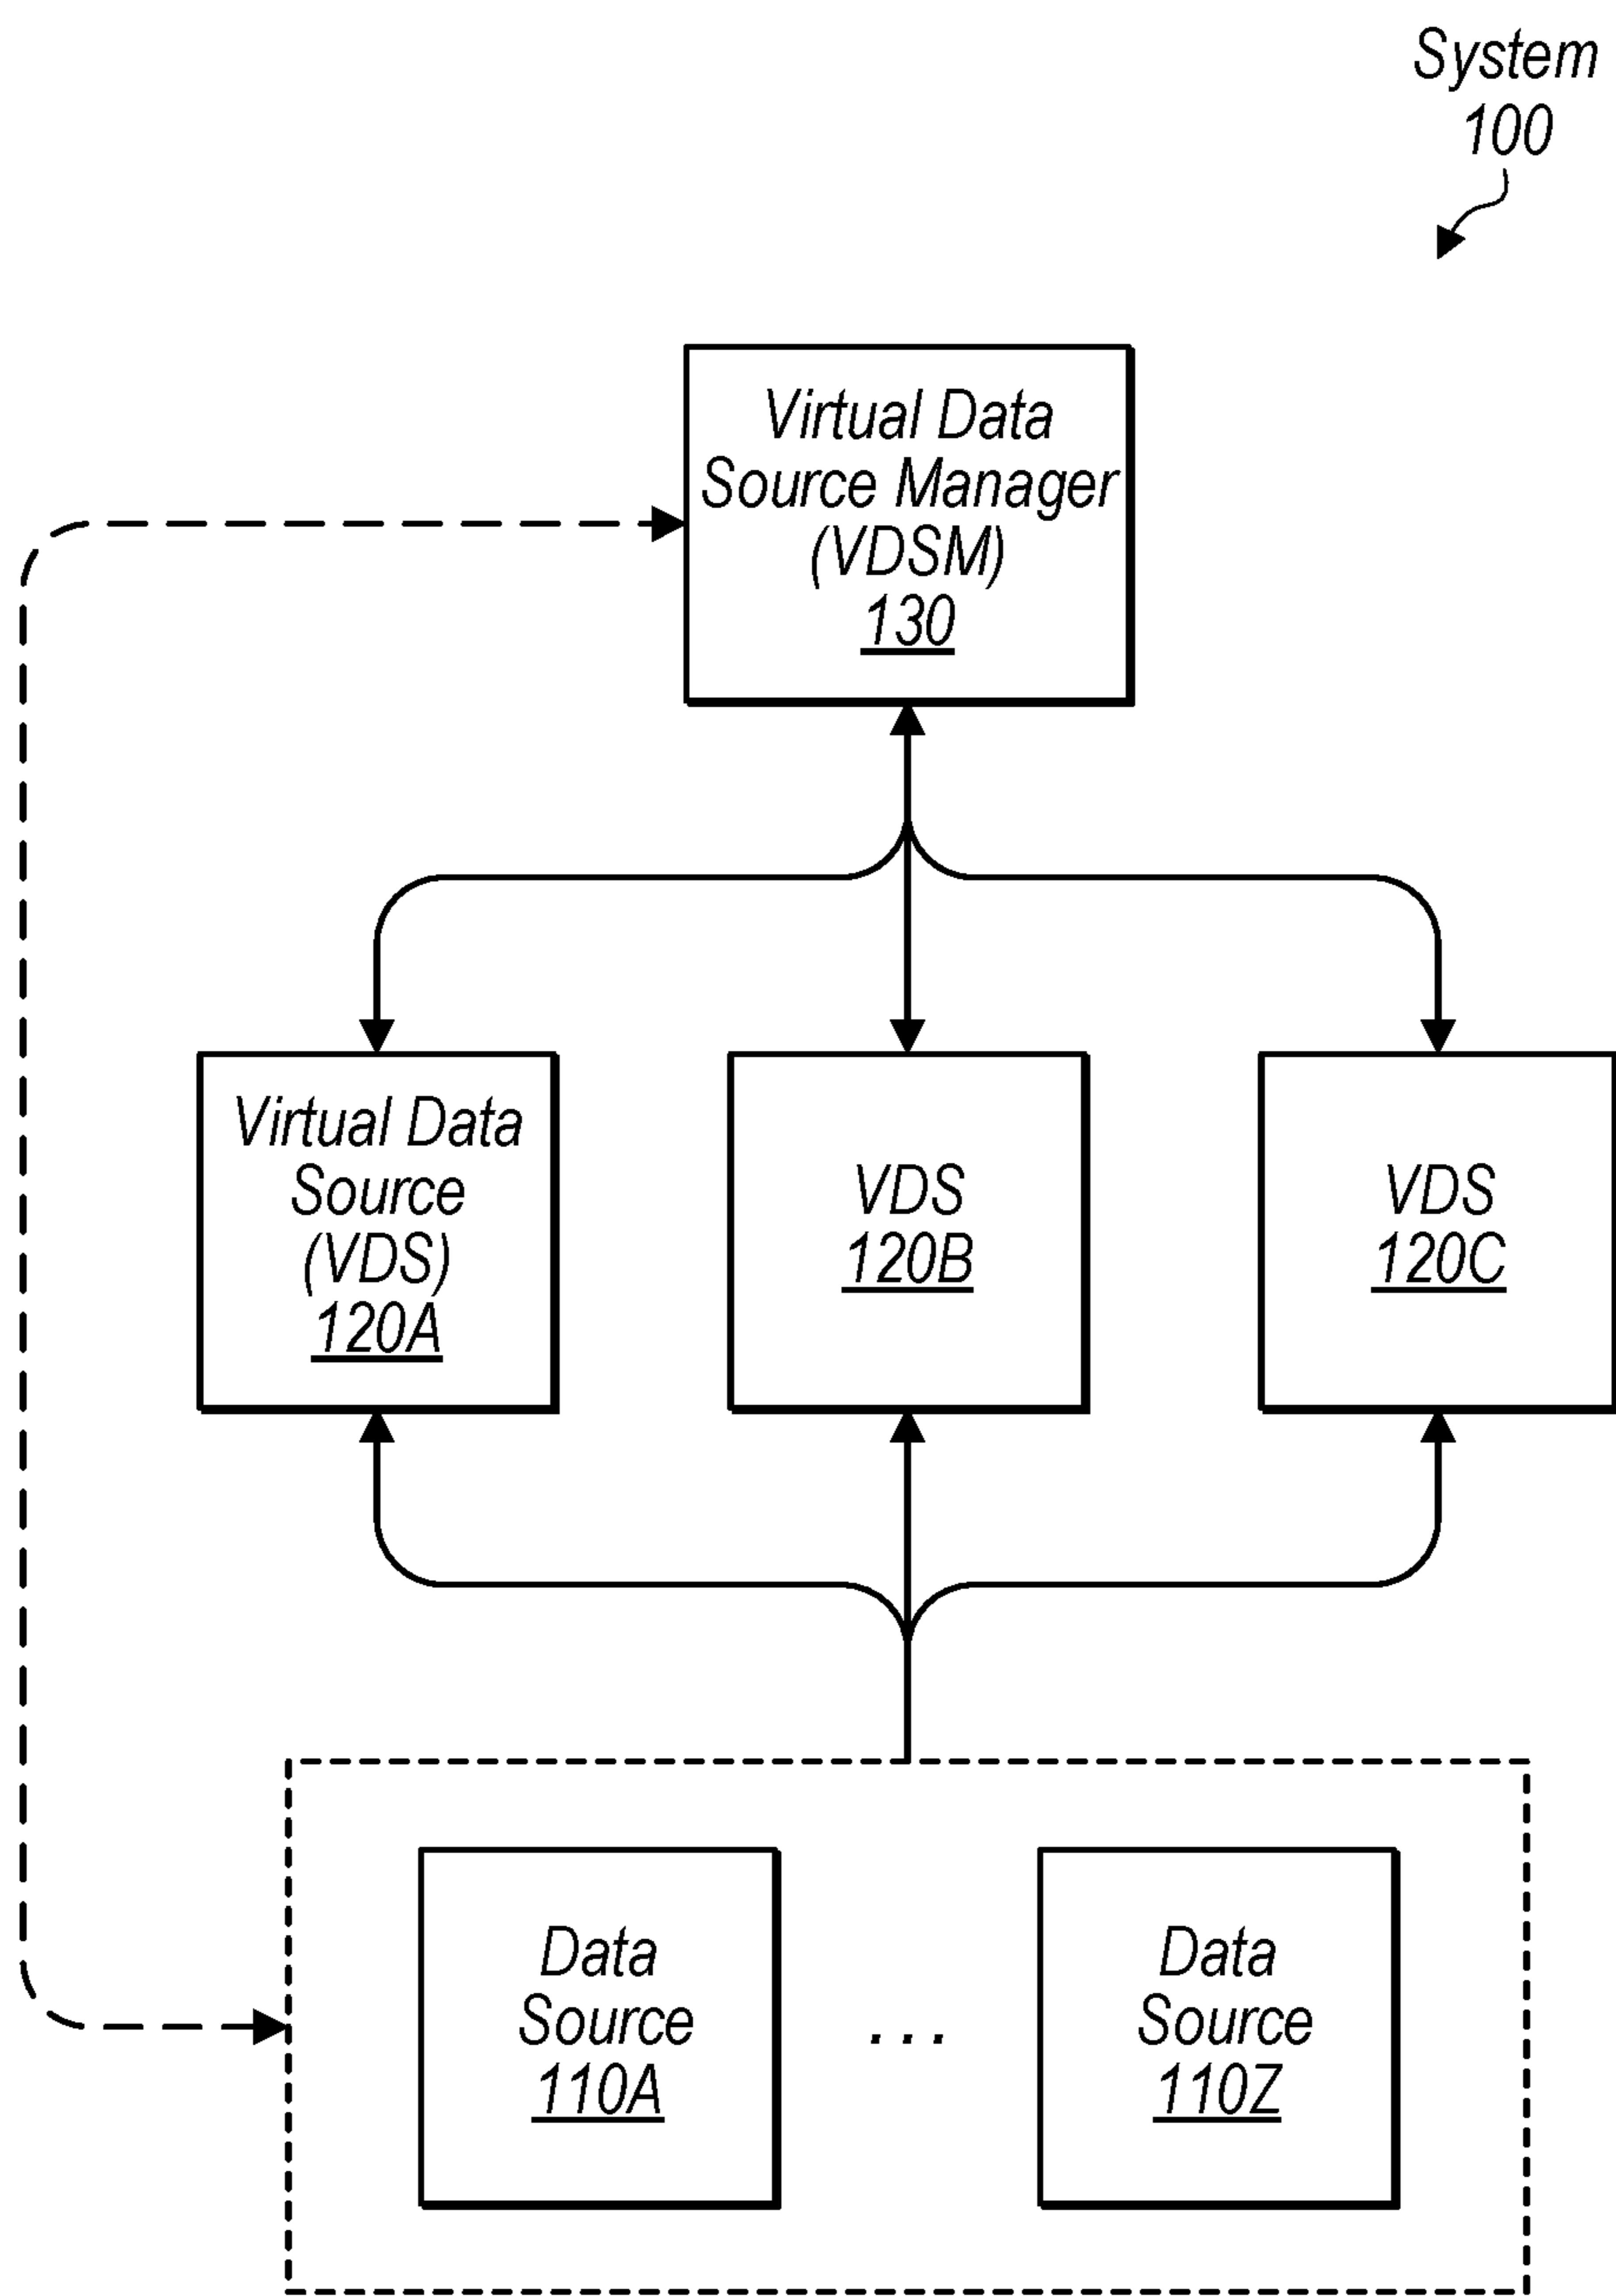 System
100
Virtual Data
Source Manager
(VDSM)
130
Virtual Data
Source
(VDS)
120A
VDS
120B
VDS
120C
Data
Source
110A
...
Data
Source
110Z